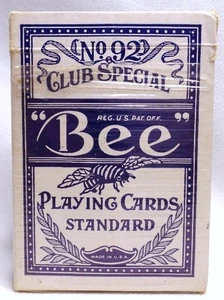 No. 92
CLUB SPECIAL
REG. U.S. PAT. OFF.
"Bee"
PLAYING CARDS
STANDARD
MADE IN U.S.A.